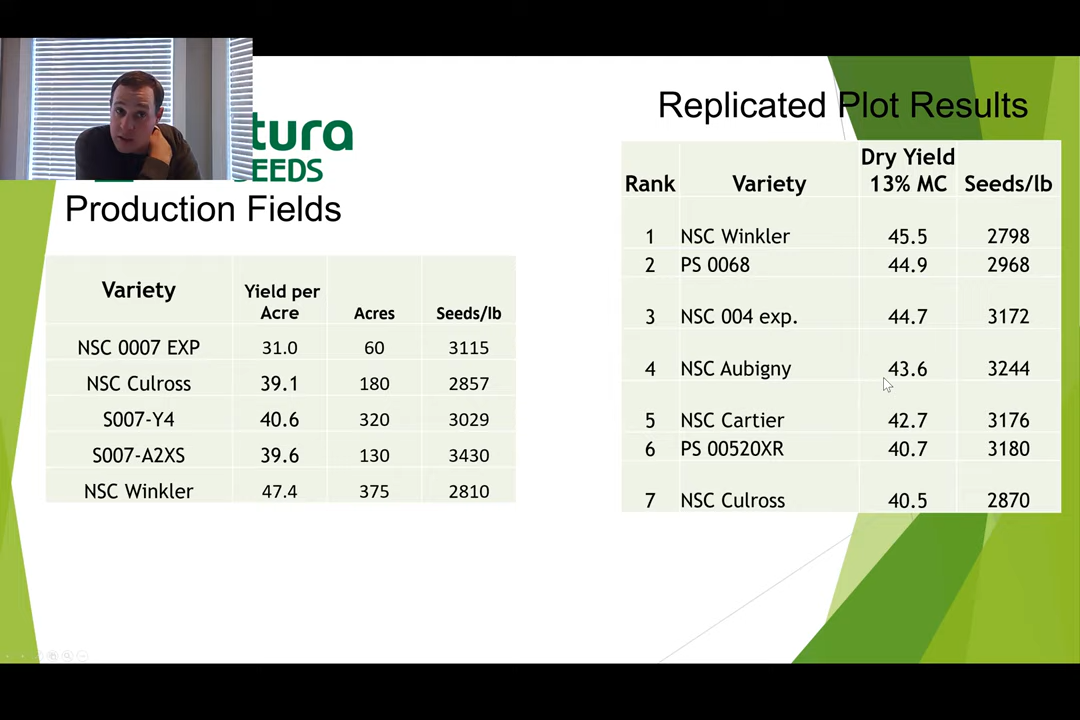 tura
SEEDS
Production Fields
Variety Yield per Acre Acres Seeds/lb
NSC 0007 EXP 31.0 60 3115
NSC Culross 39.1 180 2857
S007-Y4 40.6 320 3029
S007-A2XS 39.6 130 3430
NSC Winkler 47.4 375 2810
Replicated Plot Results
Rank Variety Dry Yield 13% MC Seeds/lb
1 NSC Winkler 45.5 2798
2 PS 0068 44.9 2968
3 NSC 004 exp. 44.7 3172
4 NSC Aubigny 43.6 3244
5 NSC Cartier 42.7 3176
6 PS 00520XR 40.7 3180
7 NSC Culross 40.5 2870